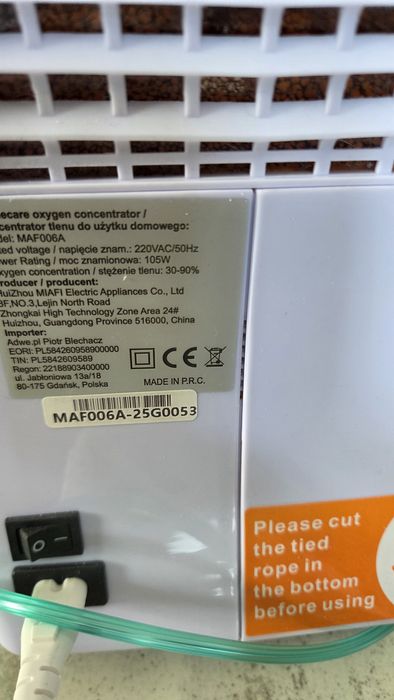 ecare oxygen concentrator /
centrator tlenu do użytku domowego:
del: MAF006A
ted voltage / napięcie znam.: 220VAC/50Hz
wer Rating / moc znamionowa: 105W
xygen concentration / stężenie tlenu: 30-90%
roducer / producent:
HuiZhou MIAFI Electric Appliances Co., Ltd
3F,NO.3,Lejin North Road
Zhongkai High Technology Zone Area 24#
Huizhou, Guangdong Province 516000, China
Importer:
Adwe.pl Piotr Blechacz
EORI: PL584260958900000
TIN: PL5842609589
Regon: 22188903400000
ul. Jabłoniowa 13a/18
80-175 Gdańsk, Polska
CE
MADE IN P.R.C.
MAF006A-25G0053
Please cut
the tied
rope in
the bottom
before using